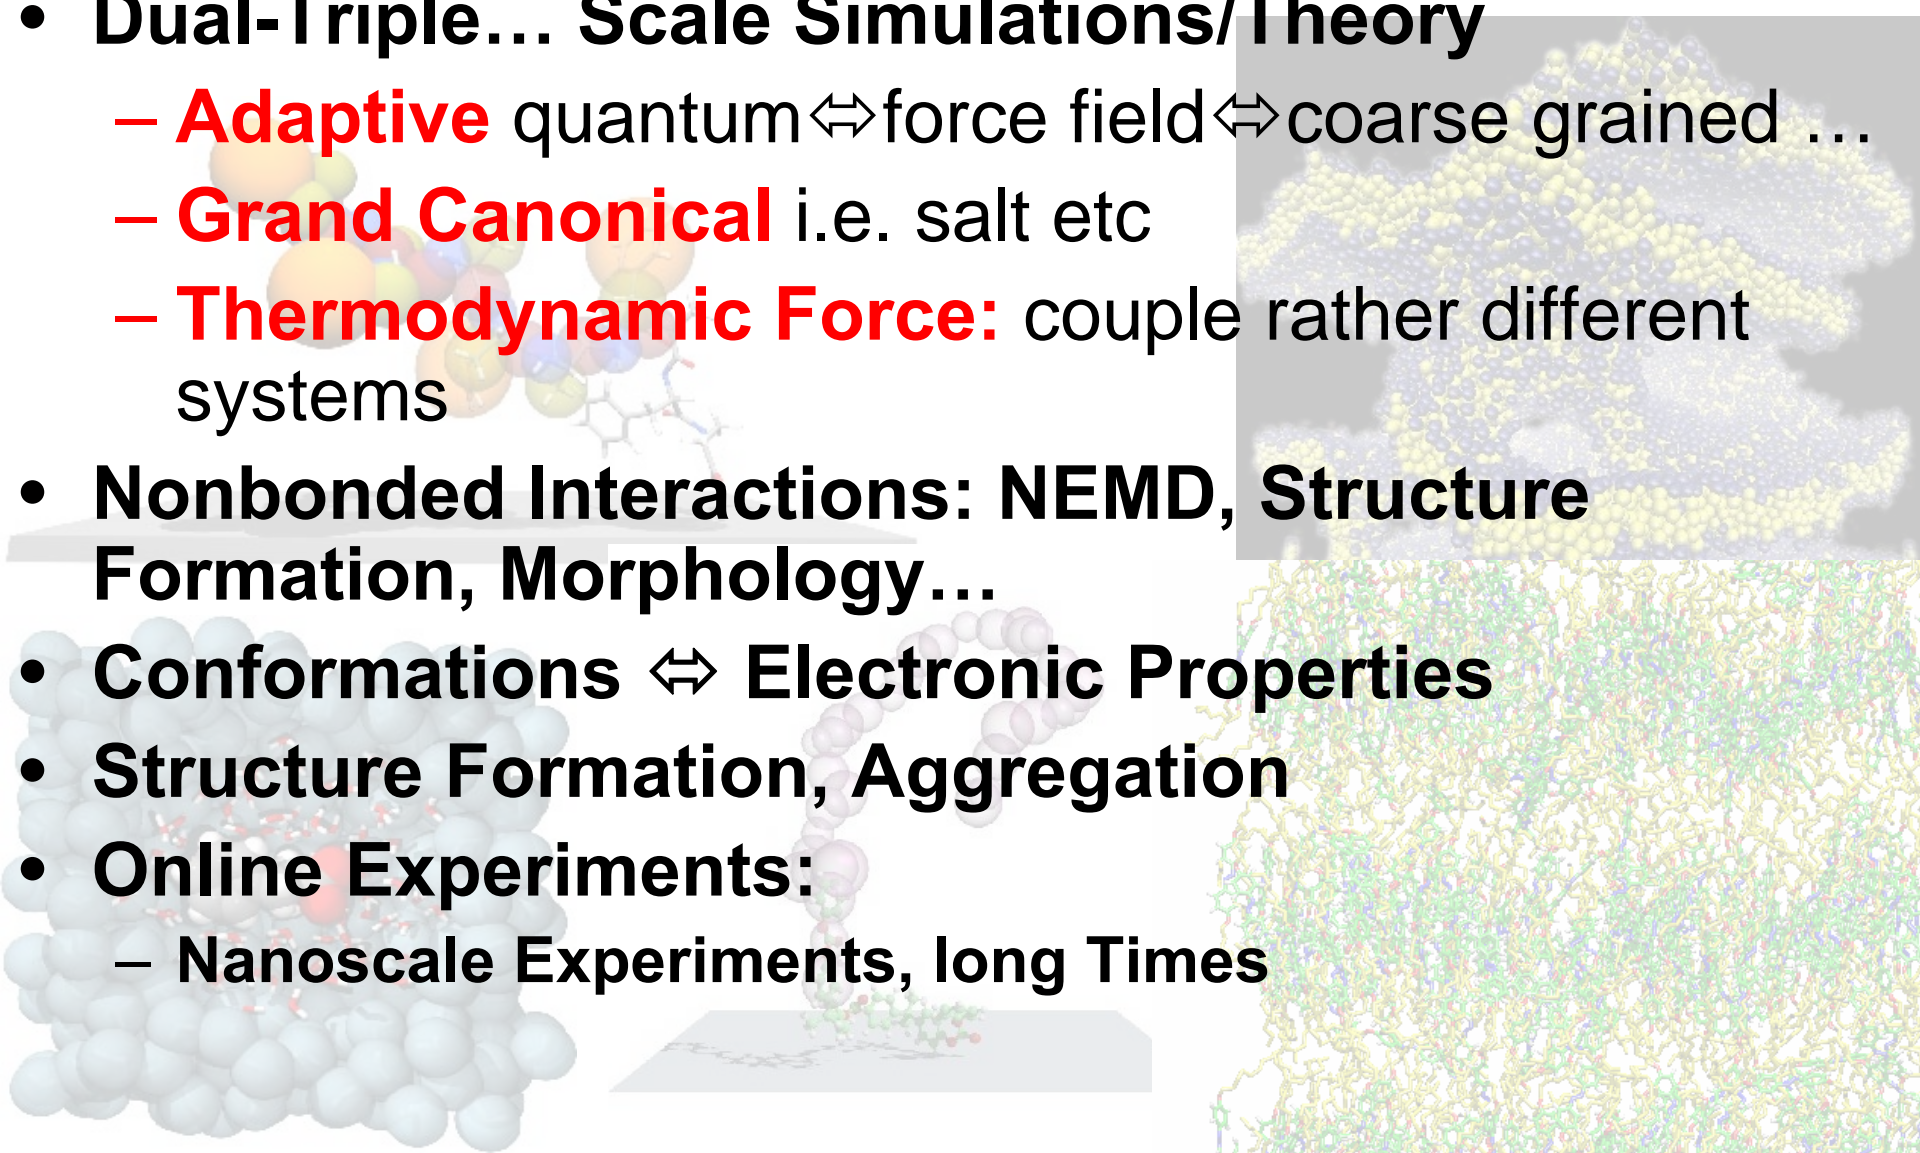 • Dual-Triple… Scale Simulations/Theory
– Adaptive quantum⬄force field⬄coarse grained …
– Grand Canonical i.e. salt etc
– Thermodynamic Force: couple rather different
systems
• Nonbonded Interactions: NEMD, Structure
Formation, Morphology…
• Conformations ⬄ Electronic Properties
• Structure Formation, Aggregation
• Online Experiments:
– Nanoscale Experiments, long Times